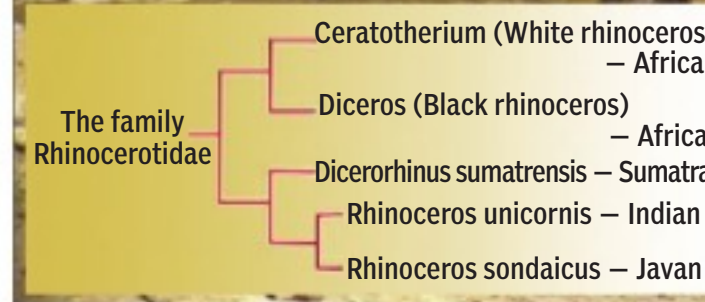 Ceratotherium (White rhinoceros
– Africa
Diceros (Black rhinoceros)
– Africa
The family
Rhinocerotidae
Dicerorhinus sumatrensis – Sumatra
Rhinoceros unicornis – Indian
Rhinoceros sondaicus – Javan